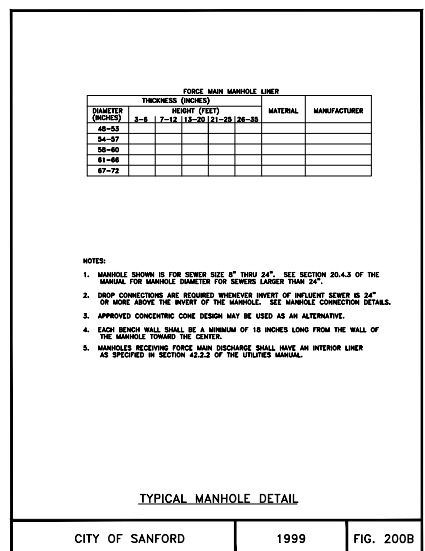 FORCE MAIN MANHOLE LINER
THICKNESS (INCHES)
DIAMETER (INCHES) HEIGHT (FEET) MATERIAL MANUFACTURER
3-6 7-12 13-20 21-25 26-35
48-53
54-57
58-60
61-66
67-72
NOTES:
1. MANHOLE SHOWN IS FOR SEWER SIZE 8" THRU 24". SEE SECTION 20.4.3 OF THE
MANUAL FOR MANHOLE DIAMETER FOR SEWERS LARGER THAN 24".
2. DROP CONNECTIONS ARE REQUIRED WHENEVER INVERT OF INFLUENT SEWER IS 24"
OR MORE ABOVE THE INVERT OF THE MANHOLE. SEE MANHOLE CONNECTION DETAILS.
3. APPROVED CONCENTRIC CONE DESIGN MAY BE USED AS AN ALTERNATIVE.
4. EACH BENCH WALL SHALL BE A MINIMUM OF 18 INCHES LONG FROM THE WALL OF
THE MANHOLE TOWARD THE CENTER.
5. MANHOLES RECEIVING FORCE MAIN DISCHARGE SHALL HAVE AN INTERIOR LINER
AS SPECIFIED IN SECTION 42.2.2 OF THE UTILITIES MANUAL.
TYPICAL MANHOLE DETAIL
CITY OF SANFORD 1999 FIG. 200B